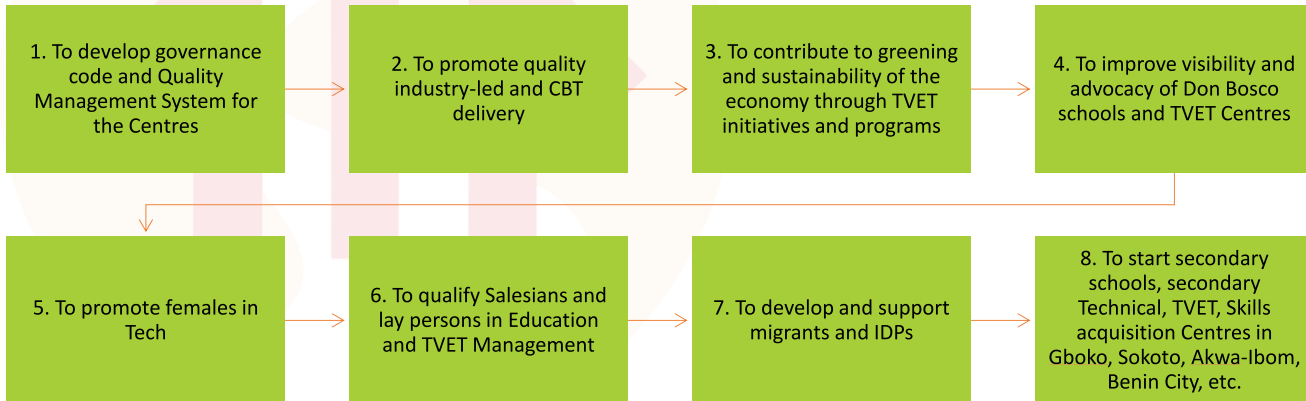 1. To develop governance
code and Quality
Management System for
the Centres
2. To promote quality
industry-led and CBT
delivery
3. To contribute to greening
and sustainability of the
economy through TVET
initiatives and programs
4. To improve visibility and
advocacy of Don Bosco
schools and TVET Centres
5. To promote females in
Tech
6. To qualify Salesians and
lay persons in Education
and TVET Management
7. To develop and support
migrants and IDPs
8. To start secondary
schools, secondary
Technical, TVET, Skills
acquisition Centres in
Gboko, Sokoto, Akwa-Ibom,
Benin City, etc.